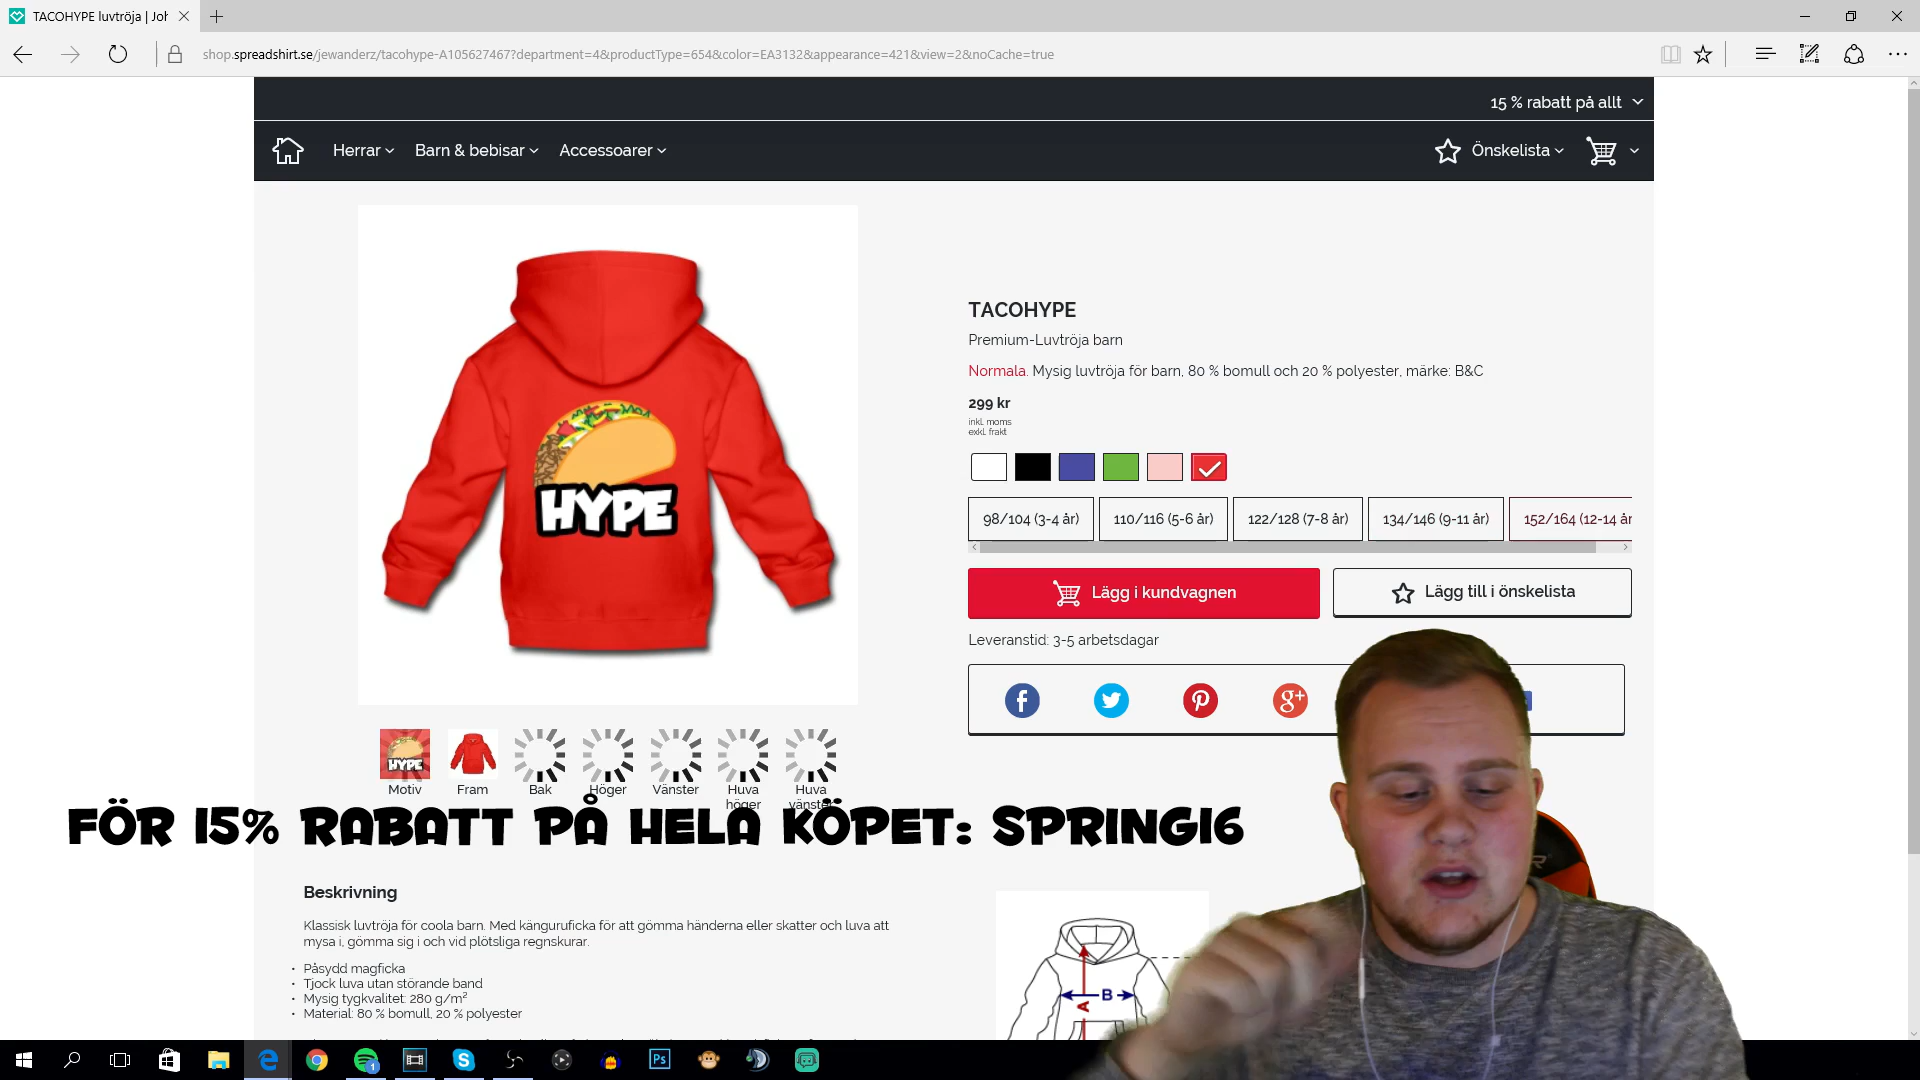 TACOHYPE luvtröja | Joh
shop.spreadshirt.se/jewanderz/tacohype-A105627467?department=4&productType=654&color=EA3132&appearance=421&view=2&noCache=true
15 % rabatt på allt
Herrar
Barn & bebisar
Accessoarer
Önskelista
HYPE
TACOHYPE
Premium-Luvtröja barn
Normala. Mysig luvtröja för barn, 80 % bomull och 20 % polyester, märke: B&C
299 kr
inkl. moms
exkl. frakt
98/104 (3-4 år)
110/116 (5-6 år)
122/128 (7-8 år)
134/146 (9-11 år)
152/164 (12-14 år
Lägg i kundvagnen
Lägg till i önskelista
Leveranstid: 3-5 arbetsdagar
HYPE
Motiv
Fram
Bak
Höger
Vänster
Huva höger
Huva vänster
FÖR 15% RABATT PÅ HELA KÖPET: SPRING16
Beskrivning
Klassisk luvtröja för coola barn. Med känguruficka för att gömma händerna eller skatter och luva att
mysa i, gömma sig i och vid plötsliga regnskurar.
• Påsydd magficka
• Tjock luva utan störande band
• Mysig tygkvalitet: 280 g/m²
• Material: 80 % bomull, 20 % polyester
B
A
Ps
1